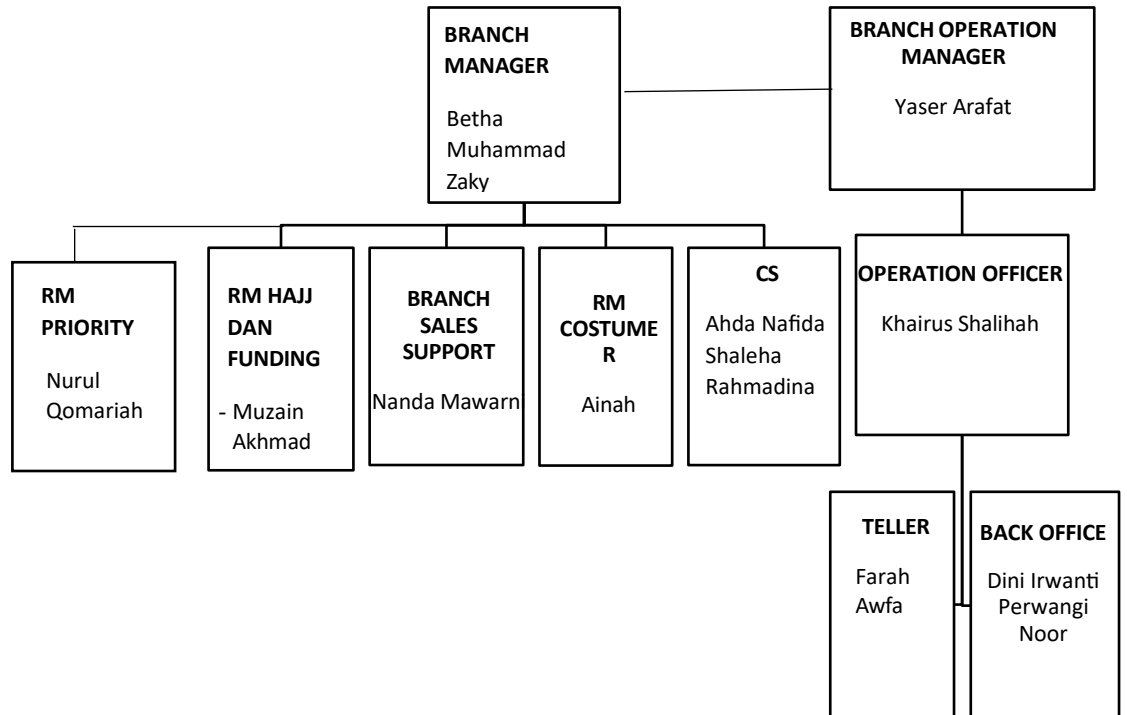 BRANCH
MANAGER
Betha
Muhammad
Zaky
BRANCH OPERATION
MANAGER
Yaser Arafat
RM
PRIORITY
Nurul
Qomariah
RM HAJJ
DAN
FUNDING
- Muzain
Akhmad
BRANCH
SALES
SUPPORT
Nanda Mawarn
RM
COSTUME
R
Ainah
CS
Ahda Nafida
Shaleha
Rahmadina
OPERATION OFFICER
Khairus Shalihah
TELLER
Farah
Awfa
BACK OFFICE
Dini Irwanti
Perwangi
Noor